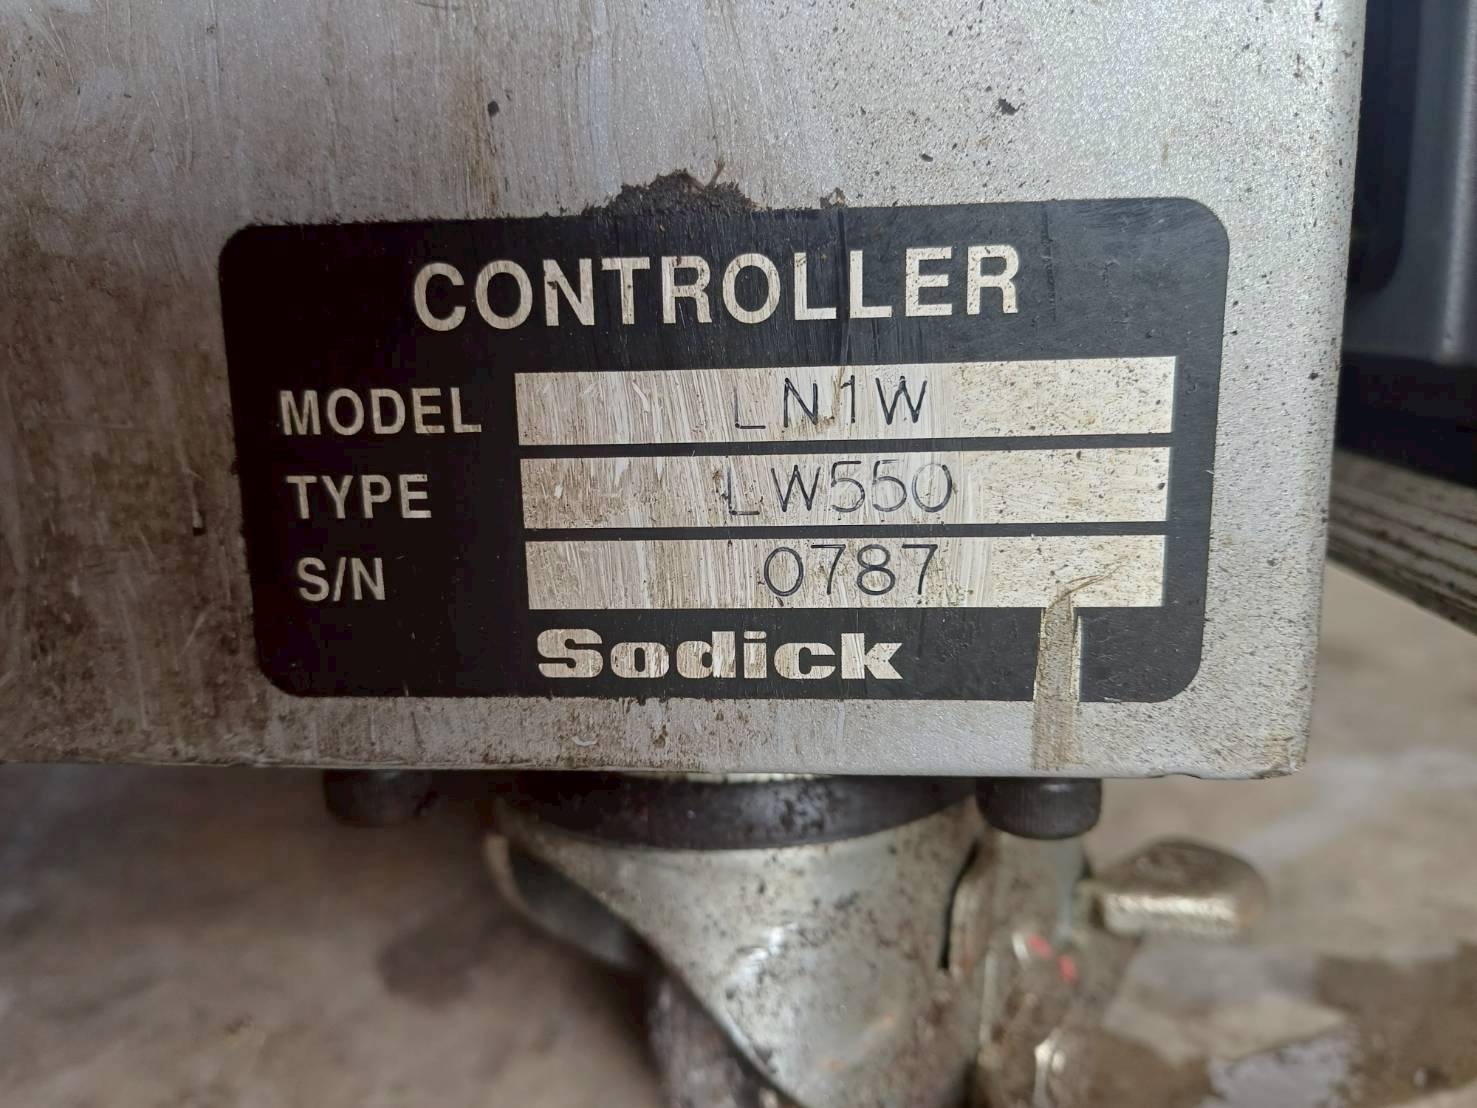 CONTROLLER
MODEL LN1W
TYPE LW550
S/N 0787
Sodick